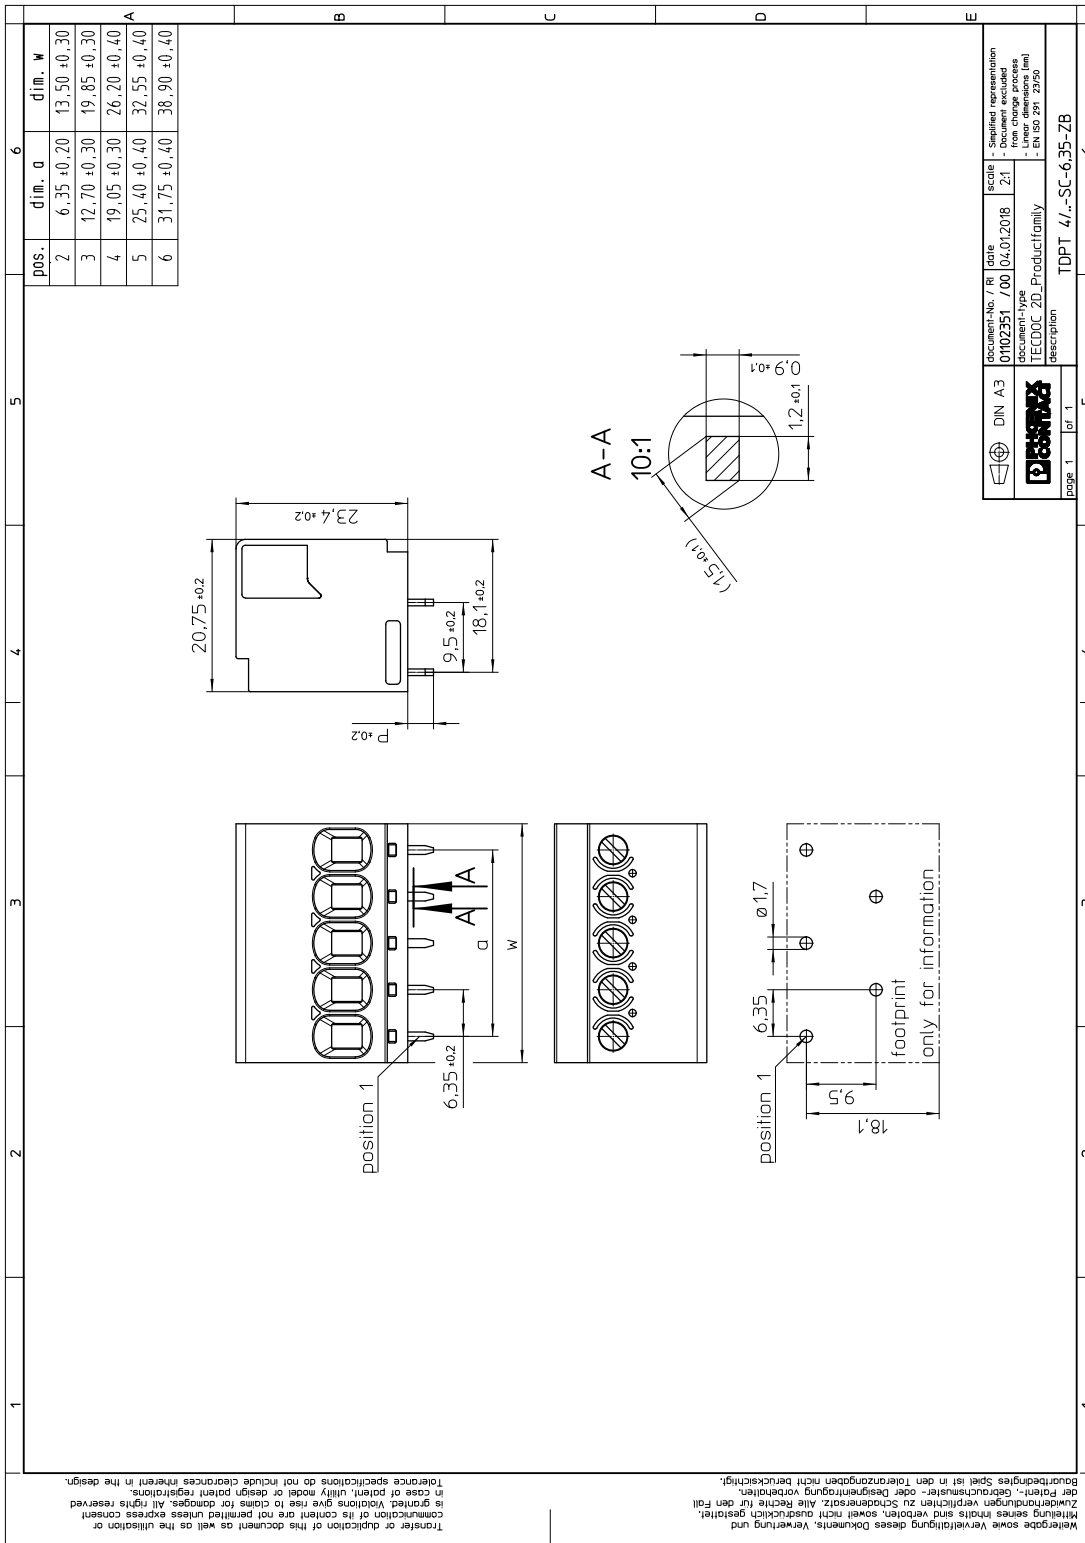 1
2
3
4
5
6
A
B
C
D
E
pos. dim. a dim. w
2 6,35 ±0,20 13,50 ±0,30
3 12,70 ±0,30 19,85 ±0,30
4 19,05 ±0,30 26,20 ±0,40
5 25,40 ±0,40 32,55 ±0,40
6 31,75 ±0,40 38,90 ±0,40
position 1
6,35 ±0,2
a
w
A
A
P ±0,2
20,75 ±0,2
23,4 ±0,2
9,5 ±0,2
18,1 ±0,2
A-A
10:1
(1,5 ±0,1)
0,9 ±0,1
1,2 ±0,1
position 1
6,35
ø1,7
9,5
18,1
footprint
only for information
DIN A3
PHOENIX
CONTACT
page 1 of 1
document-No. / RI
01102351 / 00
date
04.01.2018
scale
2:1
- Simplified representation
- Document excluded
from change process
- Linear dimensions [mm]
- EN ISO 291 23/50
document-type
TECDOC 2D_Productfamily
description
TDPT 4/..-SC-6,35-ZB
Transfer or duplication of this document as well as the utilisation or
communication of its content are not permitted unless express consent
is granted. Violations give rise to claims for damages. All rights reserved
in case of patent, utility model or design patent registrations.
Tolerance specifications do not include clearances inherent in the design.
Weitergabe sowie Vervielfältigung dieses Dokuments, Verwertung und
Mitteilung seines Inhalts sind verboten, soweit nicht ausdrücklich gestattet.
Zuwiderhandlungen verpflichten zu Schadenersatz. Alle Rechte für den Fall
der Patent-, Gebrauchsmuster- oder Designeintragung vorbehalten.
Bauartbedingtes Spiel ist in den Toleranzangaben nicht berücksichtigt.